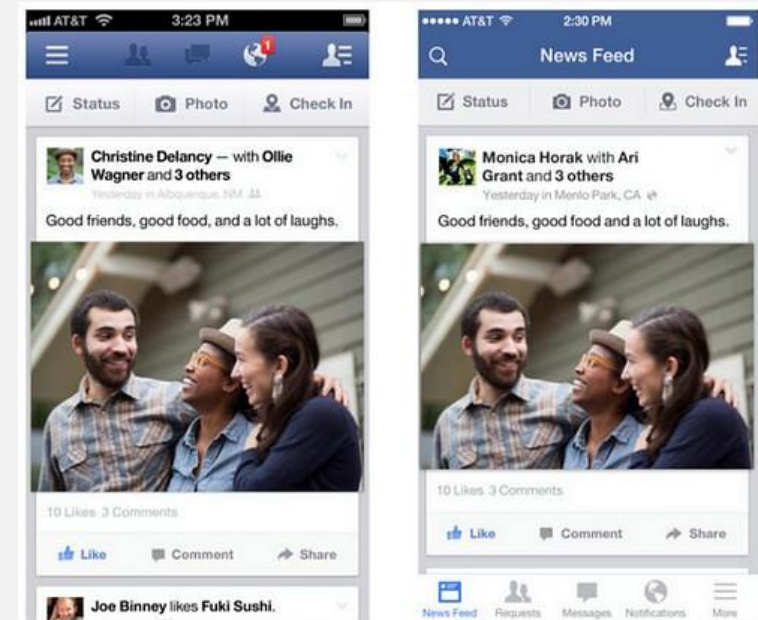 AT&T 3:23 PM
1
Status Photo Check In
Christine Delancy — with Ollie
Wagner and 3 others
Yesterday in Albuquerque, NM
Good friends, good food, and a lot of laughs.
10 Likes 3 Comments
Like Comment Share
Joe Binney likes Fuki Sushi.
AT&T 2:30 PM
News Feed
Status Photo Check In
Monica Horak with Ari
Grant and 3 others
Yesterday in Menlo Park, CA
Good friends, good food and a lot of laughs.
10 Likes 3 Comments
Like Comment Share
News Feed Requests Messages Notifications More